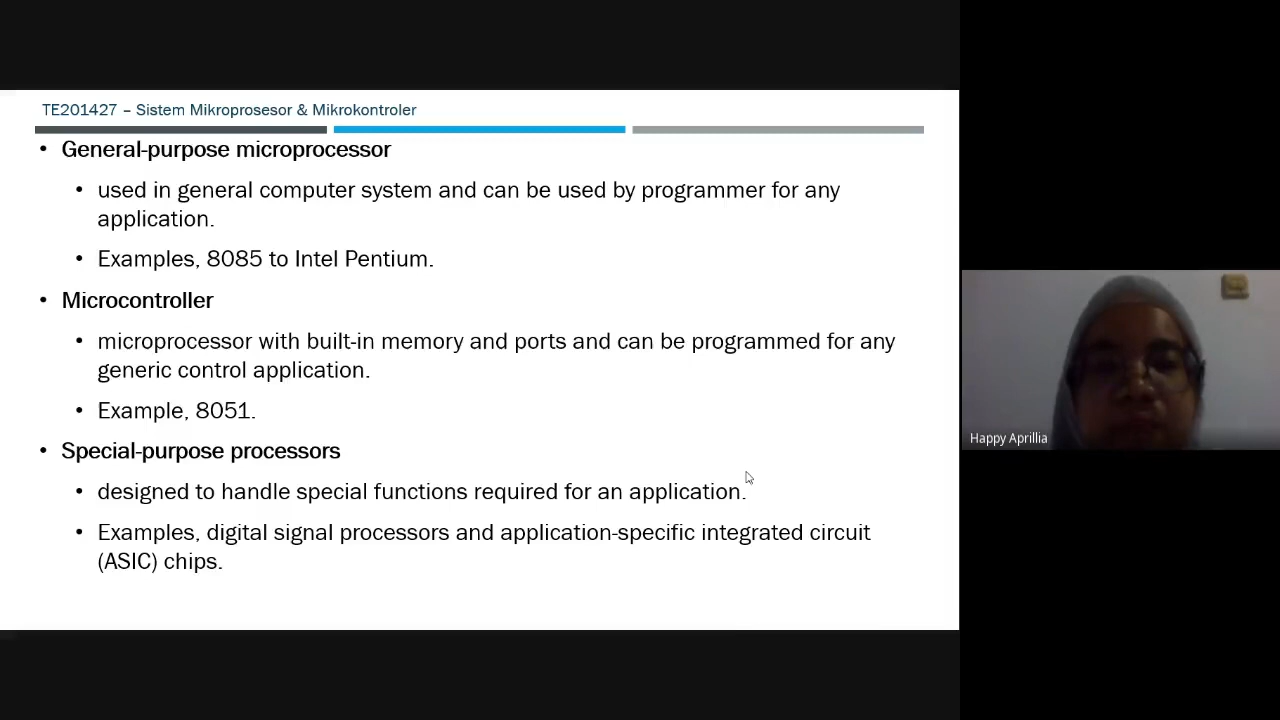 TE201427 – Sistem Mikroprosesor & Mikrokontroler
• General-purpose microprocessor
• used in general computer system and can be used by programmer for any
application.
• Examples, 8085 to Intel Pentium.
• Microcontroller
• microprocessor with built-in memory and ports and can be programmed for any
generic control application.
• Example, 8051.
• Special-purpose processors
• designed to handle special functions required for an application.
• Examples, digital signal processors and application-specific integrated circuit
(ASIC) chips.
Happy Aprillia